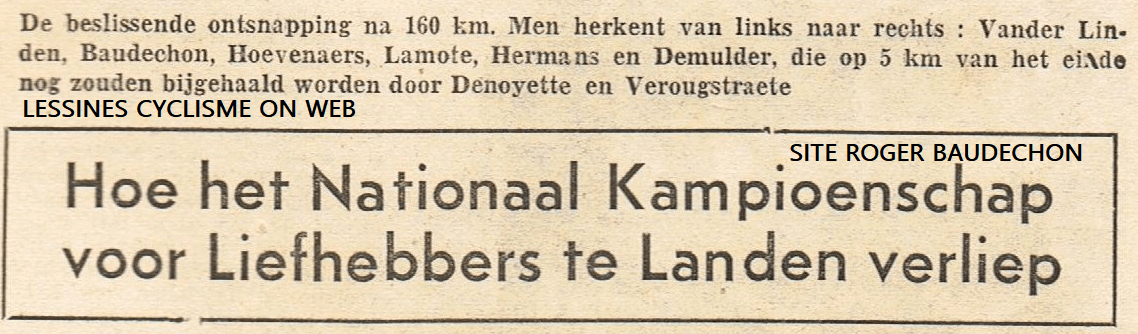 De beslissende ontsnapping na 160 km. Men herkent van links naar rechts : Vander Lin-
den, Baudechon, Hoevenaers, Lamote, Hermans en Demulder, die op 5 km van het einde
nog zouden bijgehaald worden door Denoyette en Verougstraete
LESSINES CYCLISME ON WEB
SITE ROGER BAUDECHON
Hoe het Nationaal Kampioenschap
voor Liefhebbers te Landen verliep